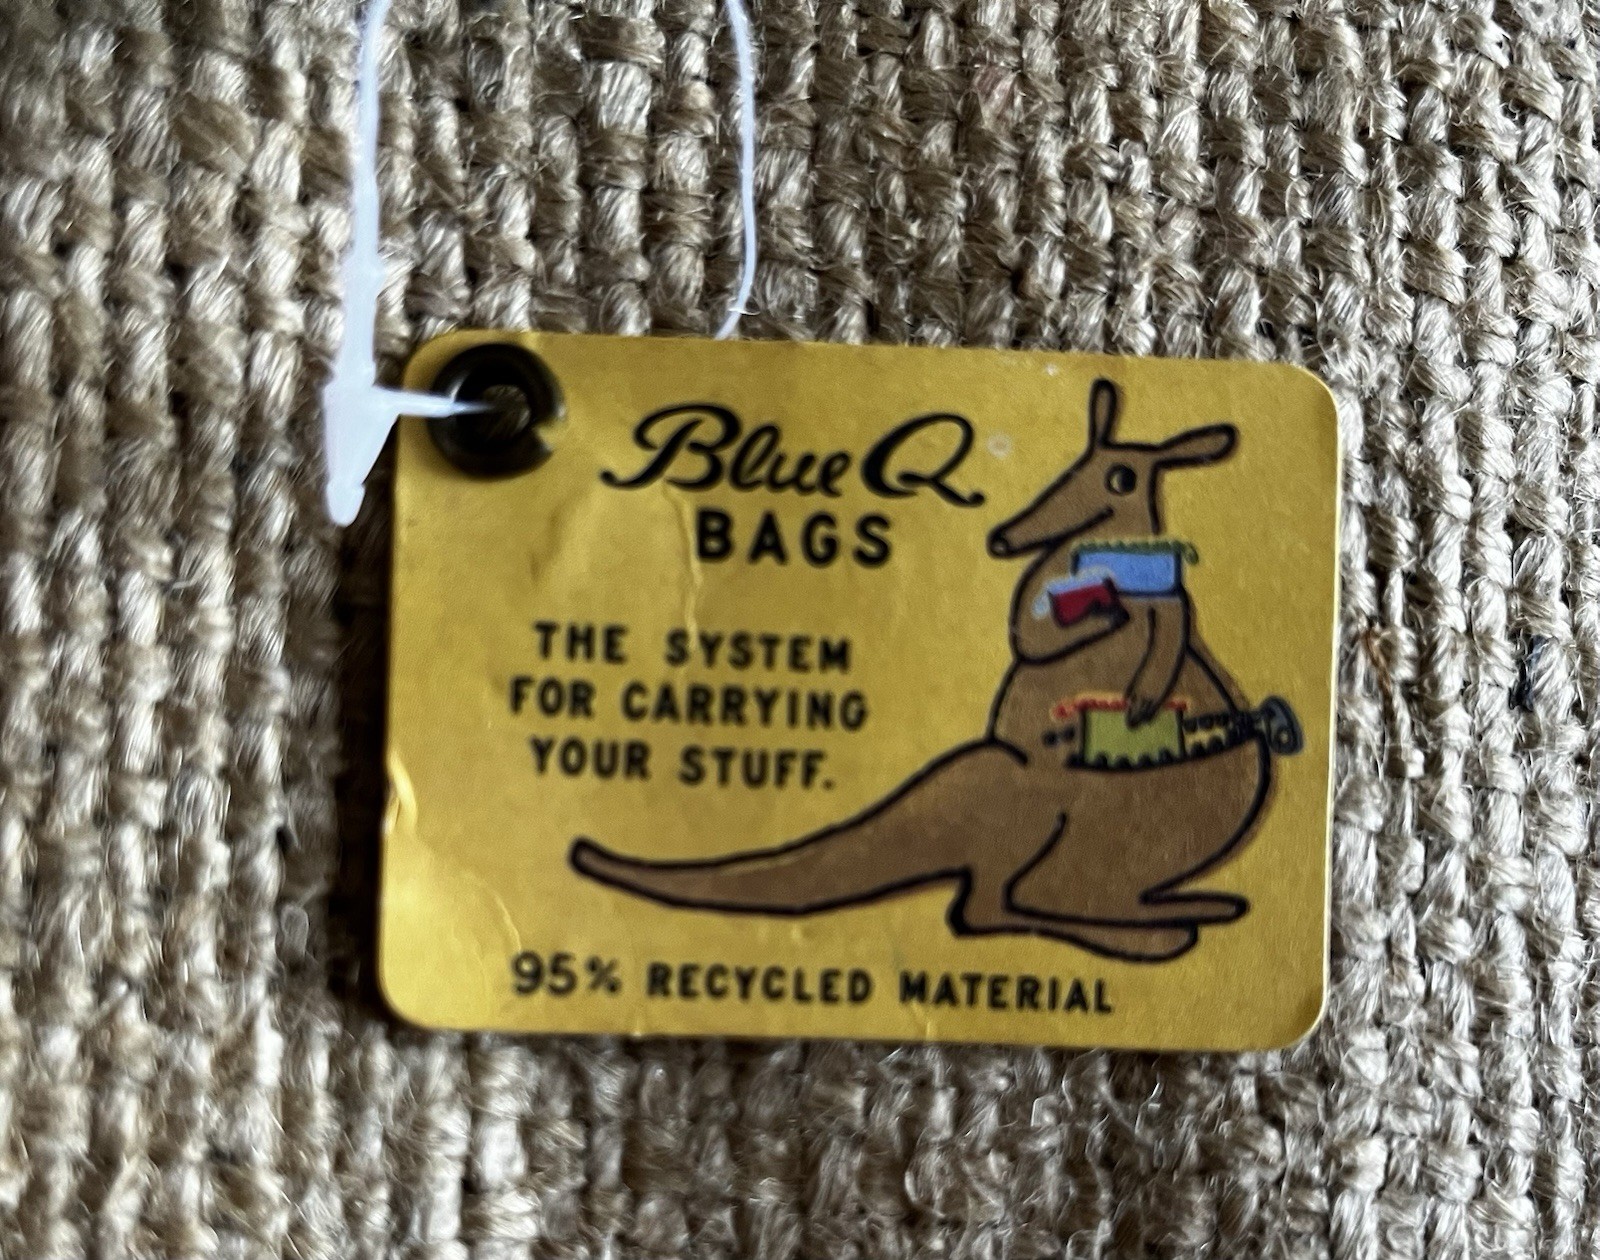 Blue Q
BAGS
THE SYSTEM
FOR CARRYING
YOUR STUFF.
95% RECYCLED MATERIAL